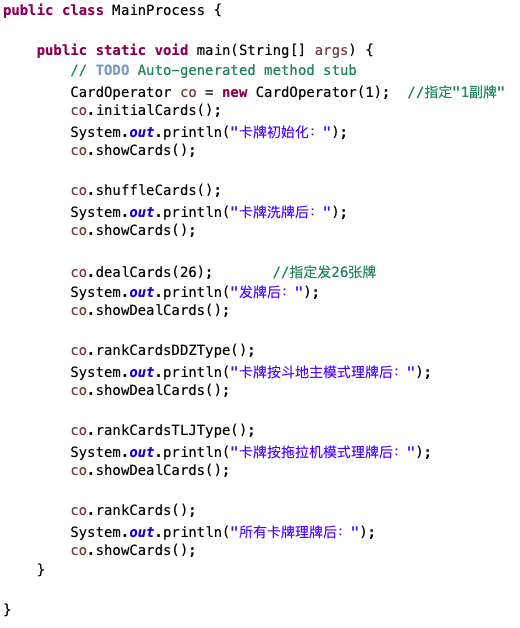 public class MainProcess {
public static void main(String[] args) {
// TODO Auto-generated method stub
CardOperator co = new CardOperator(1);  //指定"1副牌"
co.initialCards();
System.out.println("卡牌初始化：");
co.showCards();
co.shuffleCards();
System.out.println("卡牌洗牌后：");
co.showCards();
co.dealCards(26);       //指定发26张牌
System.out.println("发牌后：");
co.showDealCards();
co.rankCardsDDZType();
System.out.println("卡牌按斗地主模式理牌后：");
co.showDealCards();
co.rankCardsTLJType();
System.out.println("卡牌按拖拉机模式理牌后：");
co.showDealCards();
co.rankCards();
System.out.println("所有卡牌理牌后：");
co.showCards();
}
}